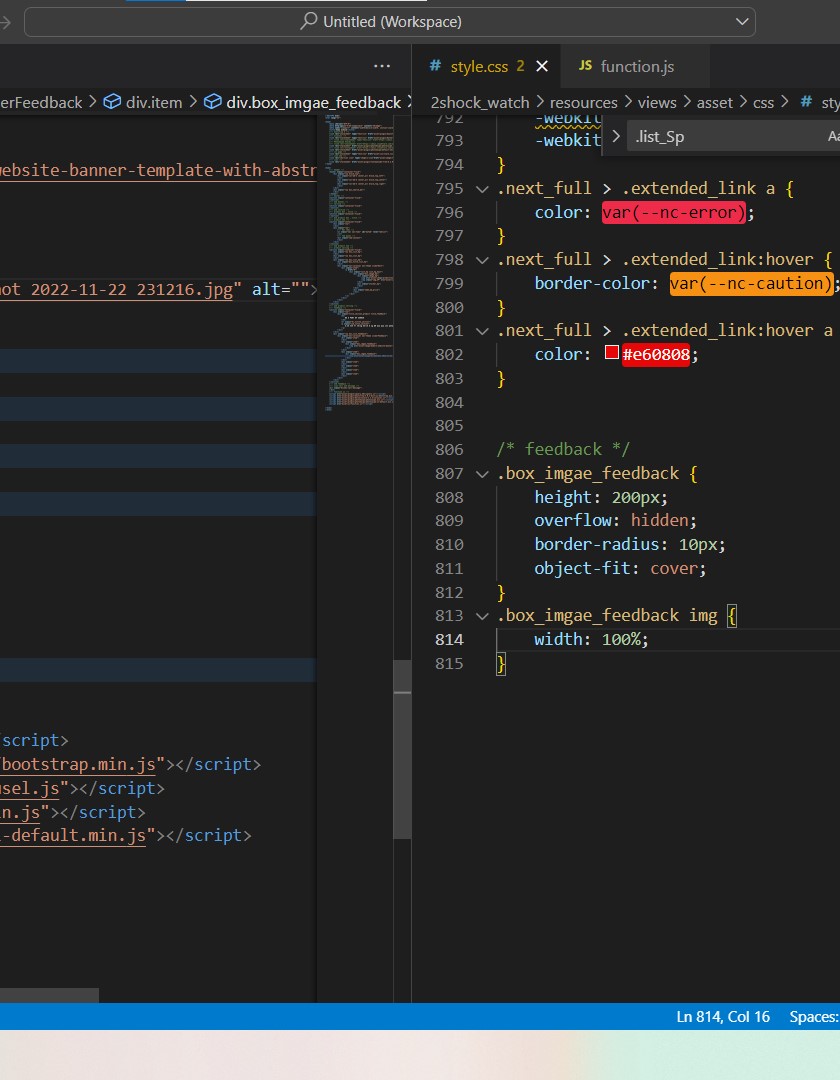 Untitled (Workspace)
···
# style.css 2
JS function.js
erFeedback > div.item > div.box_imgae_feedback >
2shock_watch > resources > views > asset > css > # sty
.list_Sp
Aa
792 -webkit
793 -webkit
794 }
795 .next_full > .extended_link a {
796 color: var(--nc-error);
797 }
798 .next_full > .extended_link:hover {
799 border-color: var(--nc-caution);
800 }
801 .next_full > .extended_link:hover a
802 color: #e60808;
803 }
804
805
806 /* feedback */
807 .box_imgae_feedback {
808 height: 200px;
809 overflow: hidden;
810 border-radius: 10px;
811 object-fit: cover;
812 }
813 .box_imgae_feedback img {
814 width: 100%;
815 }
website-banner-template-with-abstr
hot 2022-11-22 231216.jpg" alt="">
script>
bootstrap.min.js"></script>
usel.js"></script>
n.js"></script>
-default.min.js"></script>
Ln 814, Col 16
Spaces: